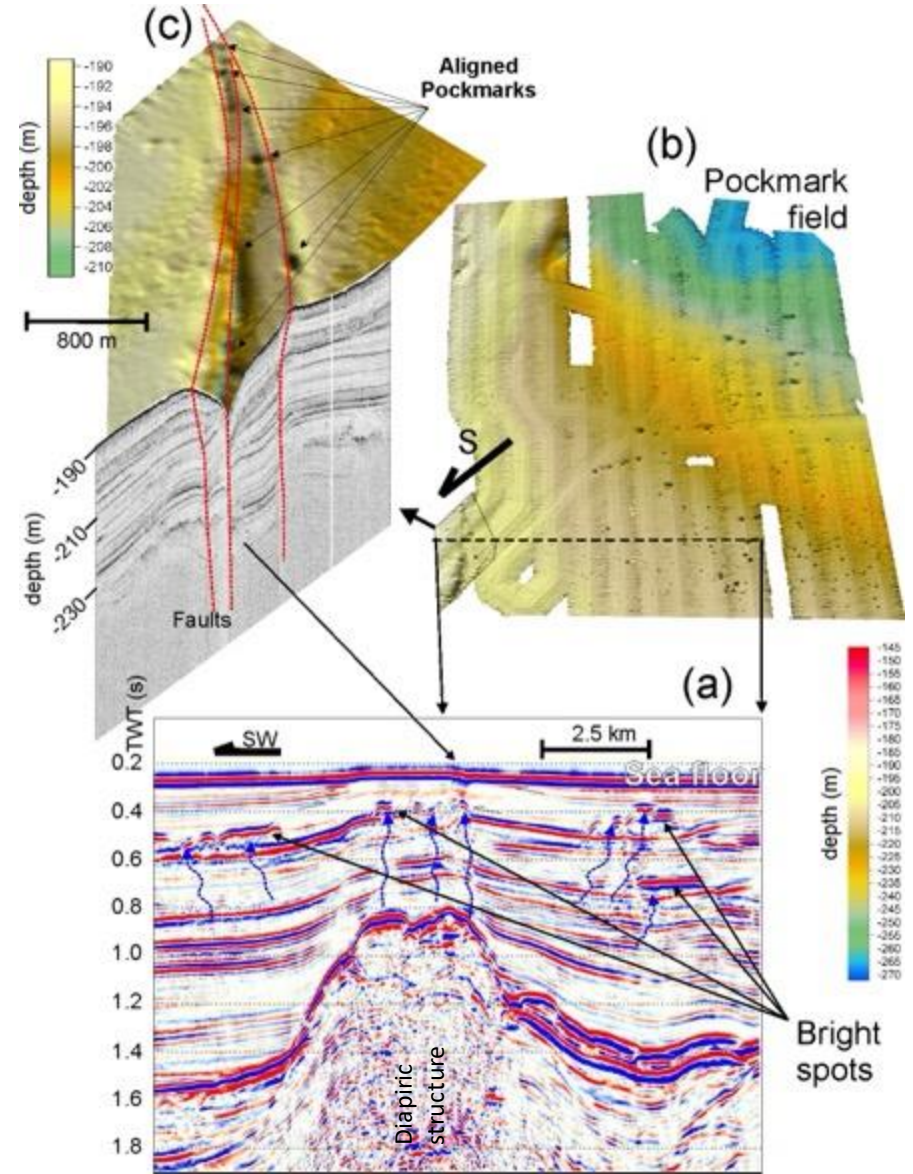 (c)
-190
-192
-194
-196
-198
-200
-202
-204
-206
-208
-210
depth (m)
Aligned
Pockmarks
800 m
-190
-210
-230
depth (m)
Faults
(b)
Pockmark
field
S
(a)
TWT (s)
SW
2.5 km
Sea floor
0.2
0.4
0.6
0.8
1.0
1.2
1.4
1.6
1.8
Diapiric
structure
Bright
spots
depth (m)
-145
-150
-155
-160
-165
-170
-175
-180
-185
-190
-195
-200
-205
-210
-215
-220
-225
-230
-235
-240
-245
-250
-255
-260
-265
-270